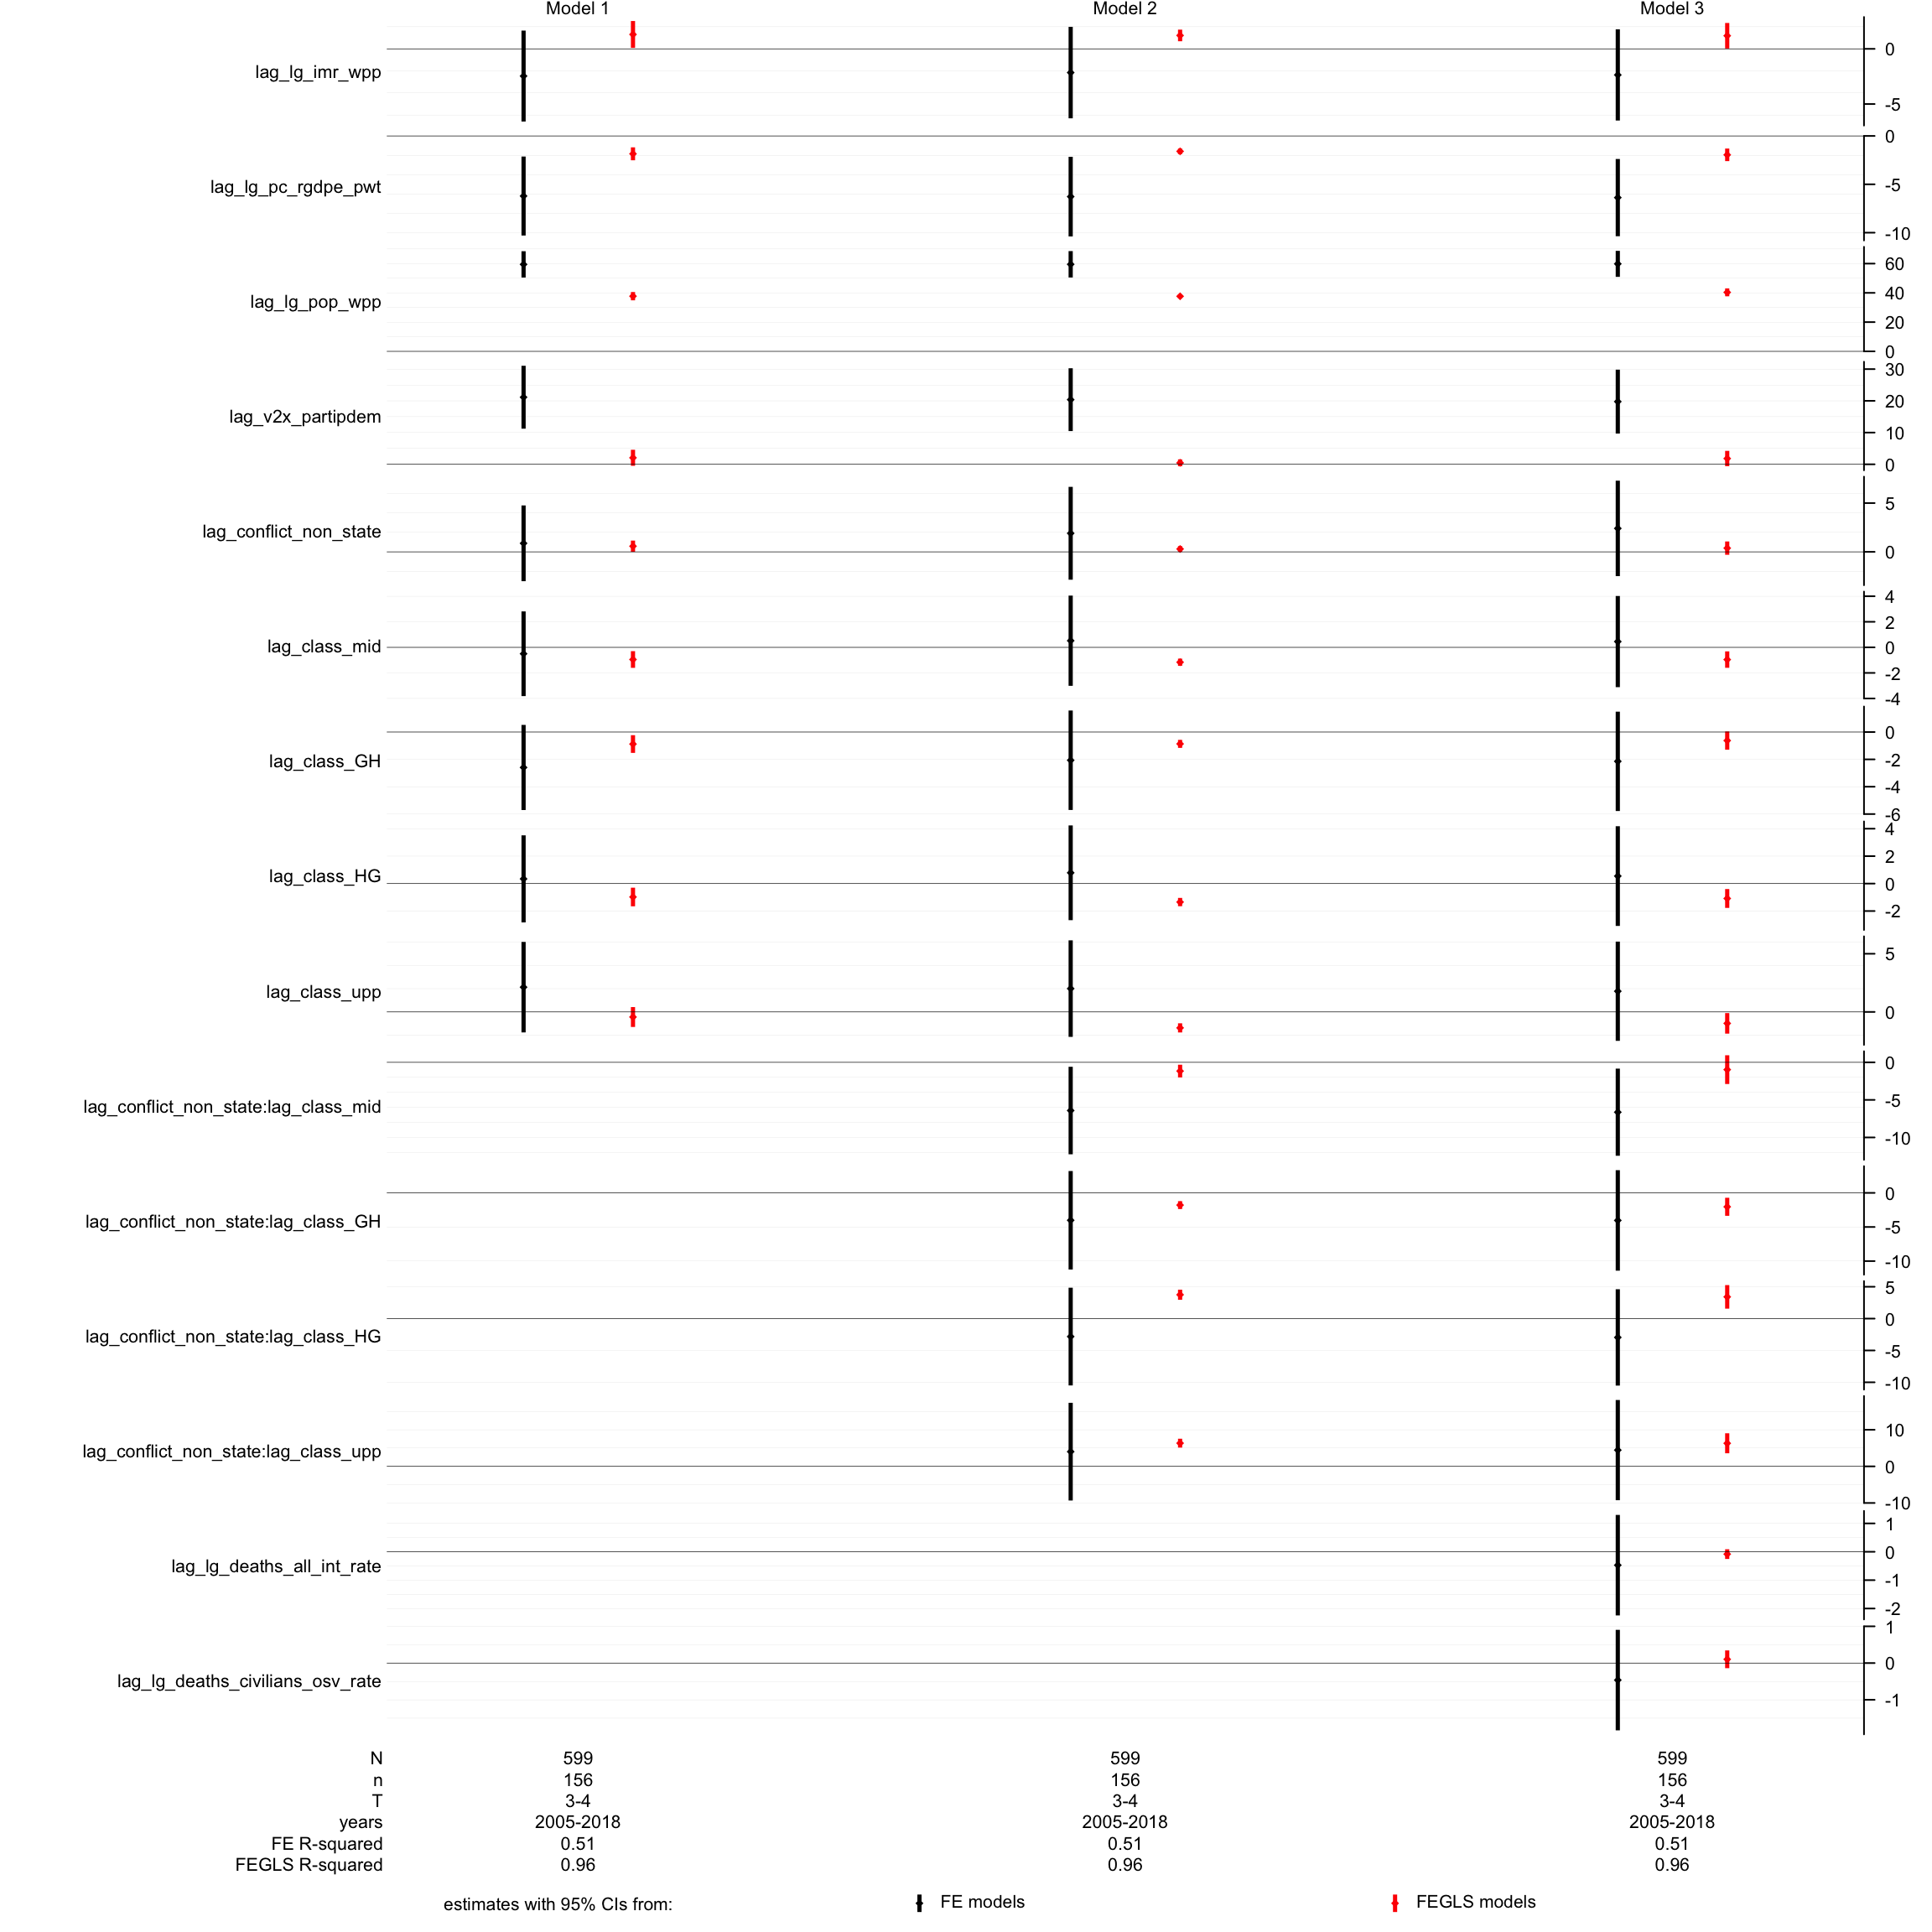 Model 1 Model 2 Model 3
lag_lg_imr_wpp
0
-5
lag_lg_pc_rgdpe_pwt
0
-5
-10
lag_lg_pop_wpp
60
40
20
0
lag_v2x_partipdem
30
20
10
0
lag_conflict_non_state
5
0
lag_class_mid
4
2
0
-2
-4
lag_class_GH
0
-2
-4
-6
lag_class_HG
4
2
0
-2
lag_class_upp
5
0
lag_conflict_non_state:lag_class_mid
0
-5
-10
lag_conflict_non_state:lag_class_GH
0
-5
-10
lag_conflict_non_state:lag_class_HG
5
0
-5
-10
lag_conflict_non_state:lag_class_upp
10
0
-10
lag_lg_deaths_all_int_rate
1
0
-1
-2
lag_lg_deaths_civilians_osv_rate
1
0
-1
N 599 599 599
n 156 156 156
T 3-4 3-4 3-4
years 2005-2018 2005-2018 2005-2018
FE R-squared 0.51 0.51 0.51
FEGLS R-squared 0.96 0.96 0.96
estimates with 95% CIs from: FE models FEGLS models